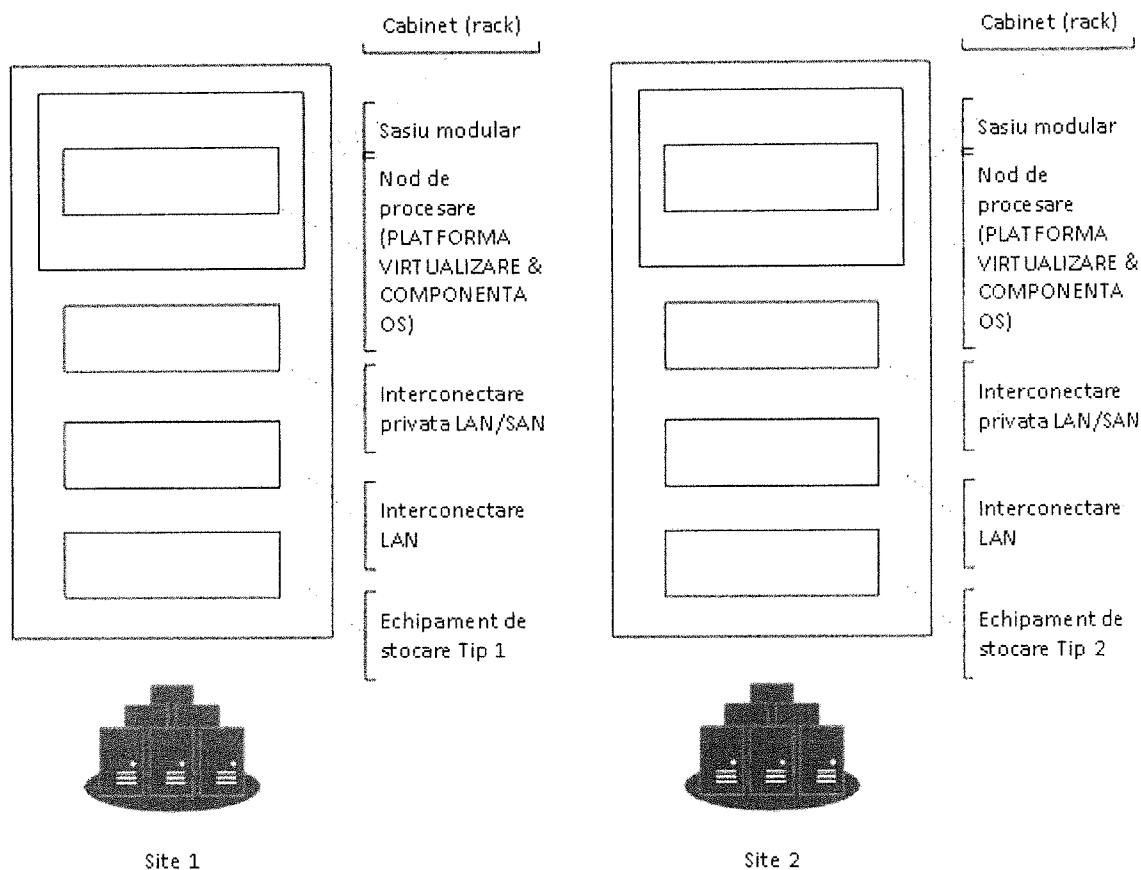 Cabinet (rack)
Sasiu modular
Nod de
procesare
(PLATFORMA
VIRTUALIZARE &
COMPONENTA
OS)
Interconectare
privata LAN/SAN
Interconectare
LAN
Echipament de
stocare Tip 1
Site 1
Cabinet (rack)
Sasiu modular
Nod de
procesare
(PLATFORMA
VIRTUALIZARE &
COMPONENTA
OS)
Interconectare
privata LAN/SAN
Interconectare
LAN
Echipament de
stocare Tip 2
Site 2